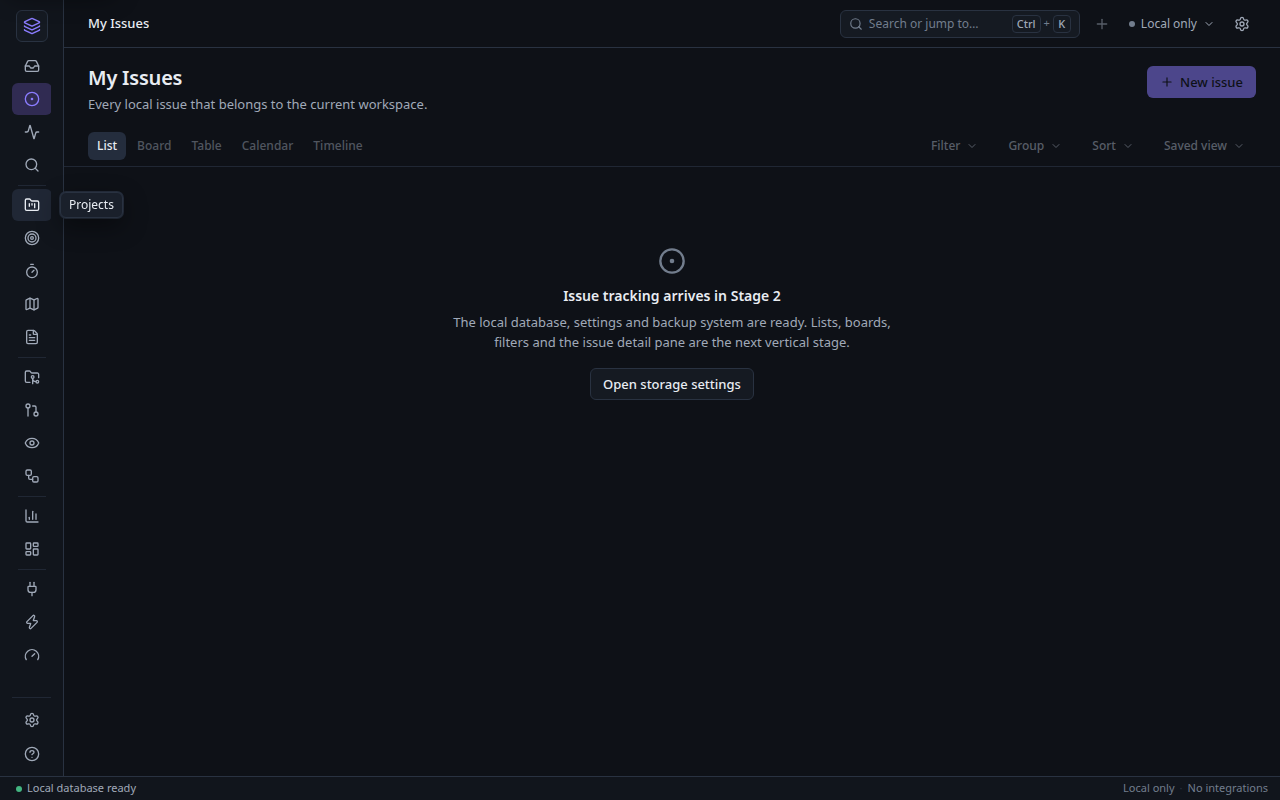 My Issues
Search or jump to...
Ctrl + K
Local only
My Issues
Every local issue that belongs to the current workspace.
New issue
List
Board
Table
Calendar
Timeline
Filter
Group
Sort
Saved view
Projects
Issue tracking arrives in Stage 2
The local database, settings and backup system are ready. Lists, boards,
filters and the issue detail pane are the next vertical stage.
Open storage settings
Local database ready
Local only · No integrations